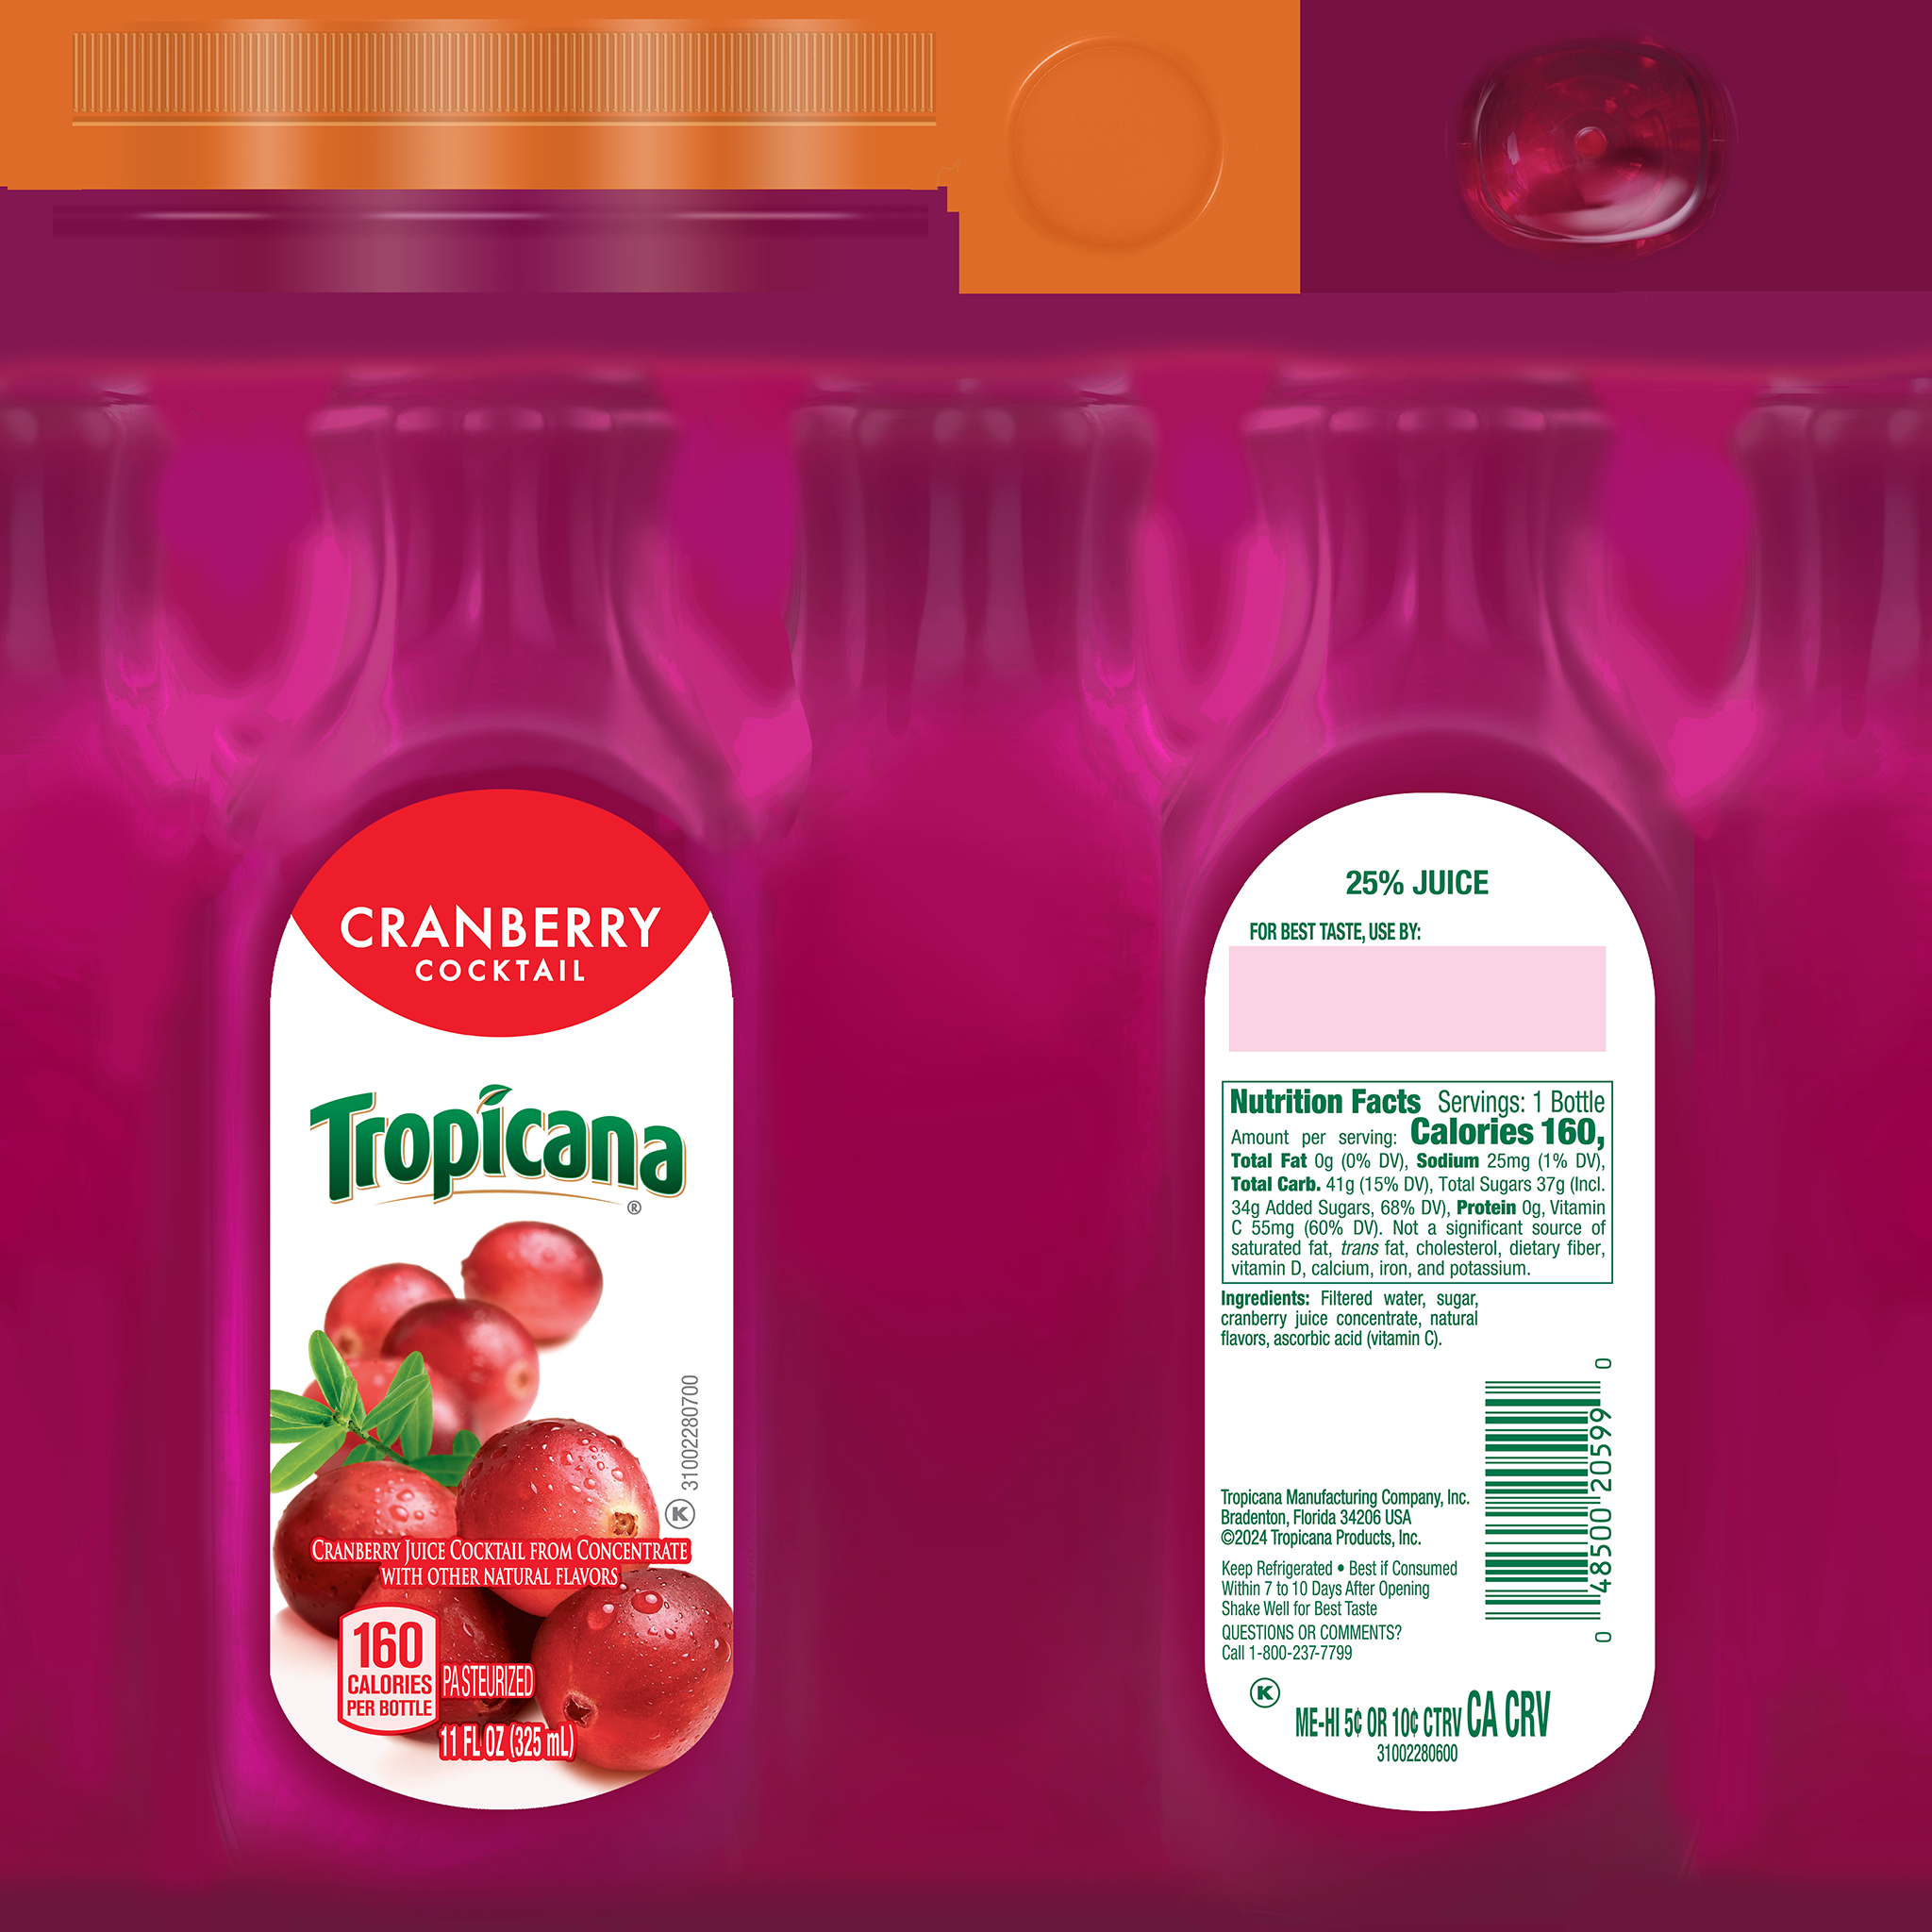 CRANBERRY
COCKTAIL
Tropicana
®
31002280700
K
CRANBERRY JUICE COCKTAIL FROM CONCENTRATE
WITH OTHER NATURAL FLAVORS
160
CALORIES
PER BOTTLE
PASTEURIZED
11 FL OZ (325 mL)
25% JUICE
FOR BEST TASTE, USE BY:
Nutrition Facts Servings: 1 Bottle
Amount per serving: Calories 160,
Total Fat 0g (0% DV), Sodium 25mg (1% DV),
Total Carb. 41g (15% DV), Total Sugars 37g (Incl.
34g Added Sugars, 68% DV), Protein 0g, Vitamin
C 55mg (60% DV). Not a significant source of
saturated fat, trans fat, cholesterol, dietary fiber,
vitamin D, calcium, iron, and potassium.
Ingredients: Filtered water, sugar,
cranberry juice concentrate, natural
flavors, ascorbic acid (vitamin C).
0 48500 20599 0
Tropicana Manufacturing Company, Inc.
Bradenton, Florida 34206 USA
©2024 Tropicana Products, Inc.
Keep Refrigerated • Best if Consumed
Within 7 to 10 Days After Opening
Shake Well for Best Taste
QUESTIONS OR COMMENTS?
Call 1-800-237-7799
K
ME-HI 5¢ OR 10¢ CTRV CA CRV
31002280600